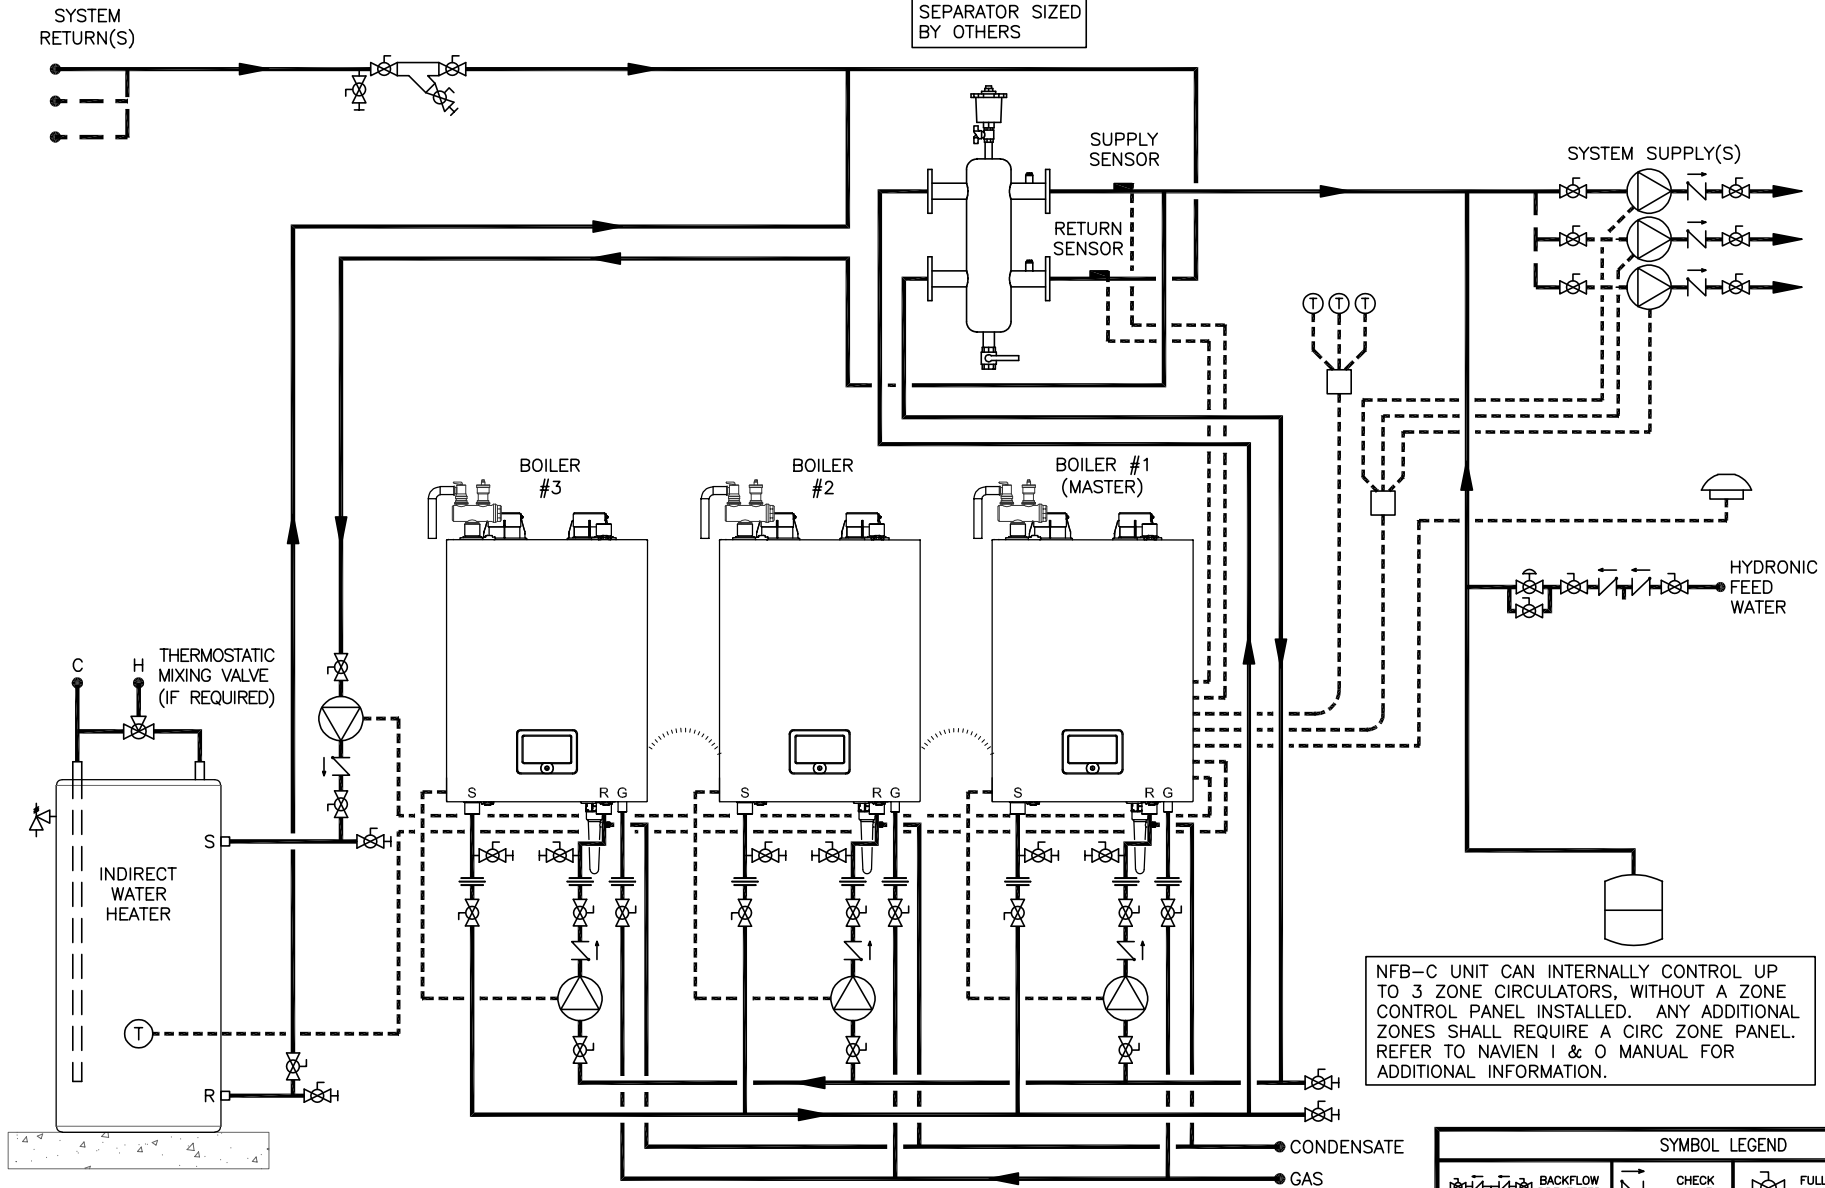 SYSTEM
RETURN(S)
SEPARATOR SIZED
BY OTHERS
SUPPLY
SENSOR
SYSTEM SUPPLY(S)
RETURN
SENSOR
T T T
BOILER
#3
BOILER
#2
BOILER #1
(MASTER)
HYDRONIC
FEED
WATER
C
H
THERMOSTATIC
MIXING VALVE
(IF REQUIRED)
S R G
S R G
S R G
S
INDIRECT
WATER
HEATER
T
R
NFB-C UNIT CAN INTERNALLY CONTROL UP
TO 3 ZONE CIRCULATORS, WITHOUT A ZONE
CONTROL PANEL INSTALLED. ANY ADDITIONAL
ZONES SHALL REQUIRE A CIRC ZONE PANEL.
REFER TO NAVIEN I & O MANUAL FOR
ADDITIONAL INFORMATION.
CONDENSATE
GAS
SYMBOL LEGEND
BACKFLOW
CHECK
FULL